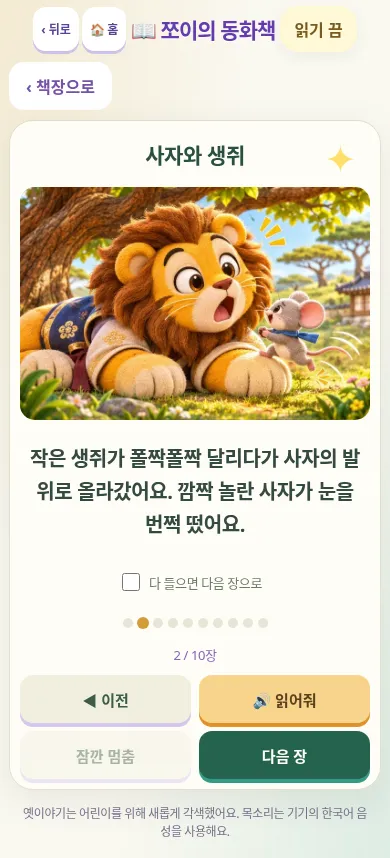 ‹ 뒤로 🏠 홈 📖 쪼이의 동화책 읽기 끔
‹ 책장으로
사자와 생쥐
작은 생쥐가 폴짝폴짝 달리다가 사자의 발
위로 올라갔어요. 깜짝 놀란 사자가 눈을
번쩍 떴어요.
다 들으면 다음 장으로
2 / 10장
◀ 이전 🔊 읽어줘
잠깐 멈춤 다음 장
옛이야기는 어린이를 위해 새롭게 각색했어요. 목소리는 기기의 한국어 음
성을 사용해요.